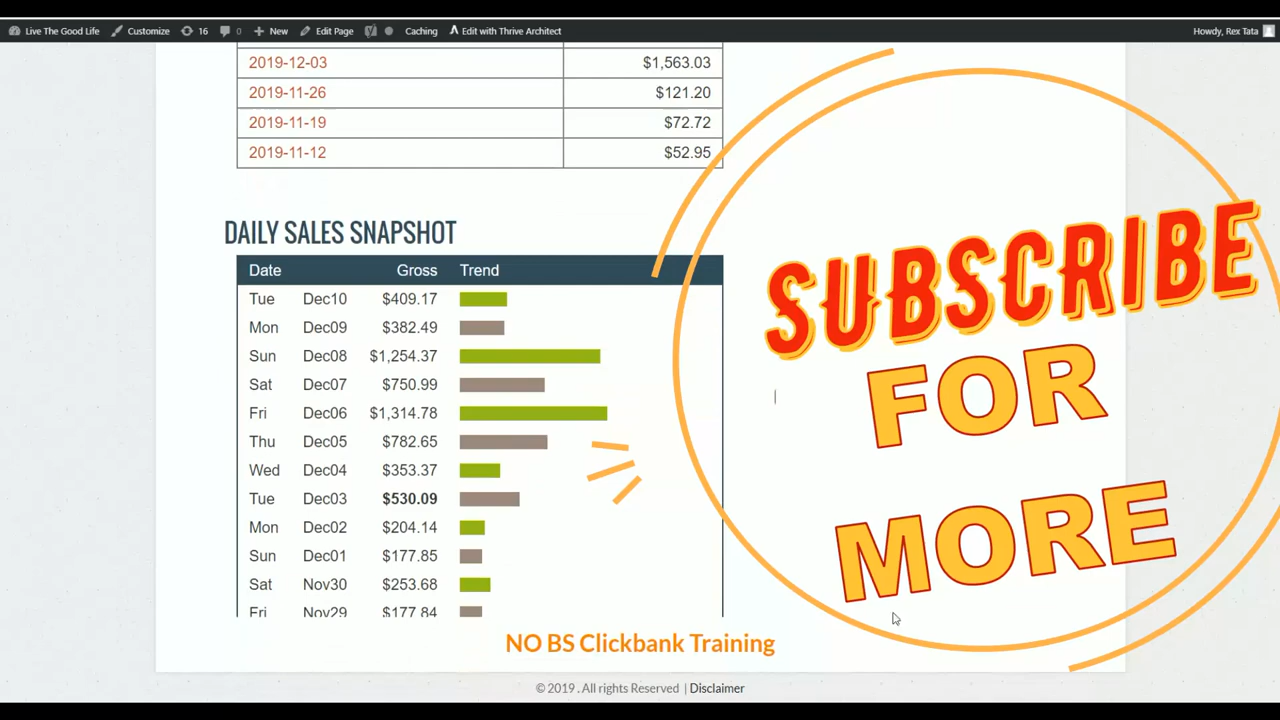 Live The Good Life Customize 16 0 New Edit Page Caching Edit with Thrive Architect Howdy, Rex Tata
2019-12-03 $1,563.03
2019-11-26 $121.20
2019-11-19 $72.72
2019-11-12 $52.95
DAILY SALES SNAPSHOT
Date Gross Trend
Tue Dec10 $409.17
Mon Dec09 $382.49
Sun Dec08 $1,254.37
Sat Dec07 $750.99
Fri Dec06 $1,314.78
Thu Dec05 $782.65
Wed Dec04 $353.37
Tue Dec03 $530.09
Mon Dec02 $204.14
Sun Dec01 $177.85
Sat Nov30 $253.68
Fri Nov29 $177.84
SUBSCRIBE
FOR
MORE
NO BS Clickbank Training
© 2019 . All rights Reserved | Disclaimer